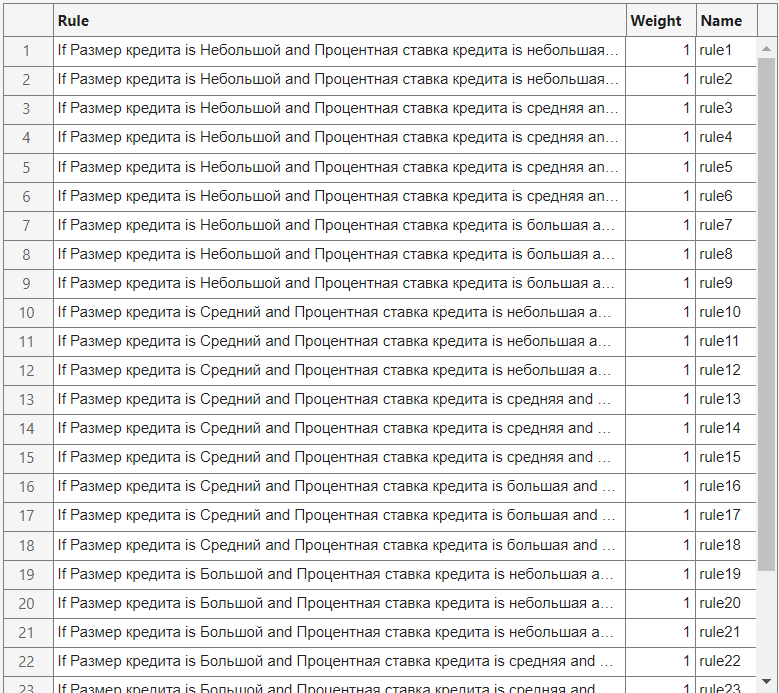 Rule Weight Name
1 If Размер кредита is Небольшой and Процентная ставка кредита is небольшая… 1 rule1
2 If Размер кредита is Небольшой and Процентная ставка кредита is небольшая… 1 rule2
3 If Размер кредита is Небольшой and Процентная ставка кредита is средняя an… 1 rule3
4 If Размер кредита is Небольшой and Процентная ставка кредита is средняя an… 1 rule4
5 If Размер кредита is Небольшой and Процентная ставка кредита is средняя an… 1 rule5
6 If Размер кредита is Небольшой and Процентная ставка кредита is средняя an… 1 rule6
7 If Размер кредита is Небольшой and Процентная ставка кредита is большая a… 1 rule7
8 If Размер кредита is Небольшой and Процентная ставка кредита is большая a… 1 rule8
9 If Размер кредита is Небольшой and Процентная ставка кредита is большая a… 1 rule9
10 If Размер кредита is Средний and Процентная ставка кредита is небольшая a… 1 rule10
11 If Размер кредита is Средний and Процентная ставка кредита is небольшая a… 1 rule11
12 If Размер кредита is Средний and Процентная ставка кредита is небольшая a… 1 rule12
13 If Размер кредита is Средний and Процентная ставка кредита is средняя and … 1 rule13
14 If Размер кредита is Средний and Процентная ставка кредита is средняя and … 1 rule14
15 If Размер кредита is Средний and Процентная ставка кредита is средняя and … 1 rule15
16 If Размер кредита is Средний and Процентная ставка кредита is большая and … 1 rule16
17 If Размер кредита is Средний and Процентная ставка кредита is большая and … 1 rule17
18 If Размер кредита is Средний and Процентная ставка кредита is большая and … 1 rule18
19 If Размер кредита is Большой and Процентная ставка кредита is небольшая a… 1 rule19
20 If Размер кредита is Большой and Процентная ставка кредита is небольшая a… 1 rule20
21 If Размер кредита is Большой and Процентная ставка кредита is небольшая a… 1 rule21
22 If Размер кредита is Большой and Процентная ставка кредита is средняя and … 1 rule22
23 If Размер кредита is Большой and Процентная ставка кредита is средняя and … 1 rule23